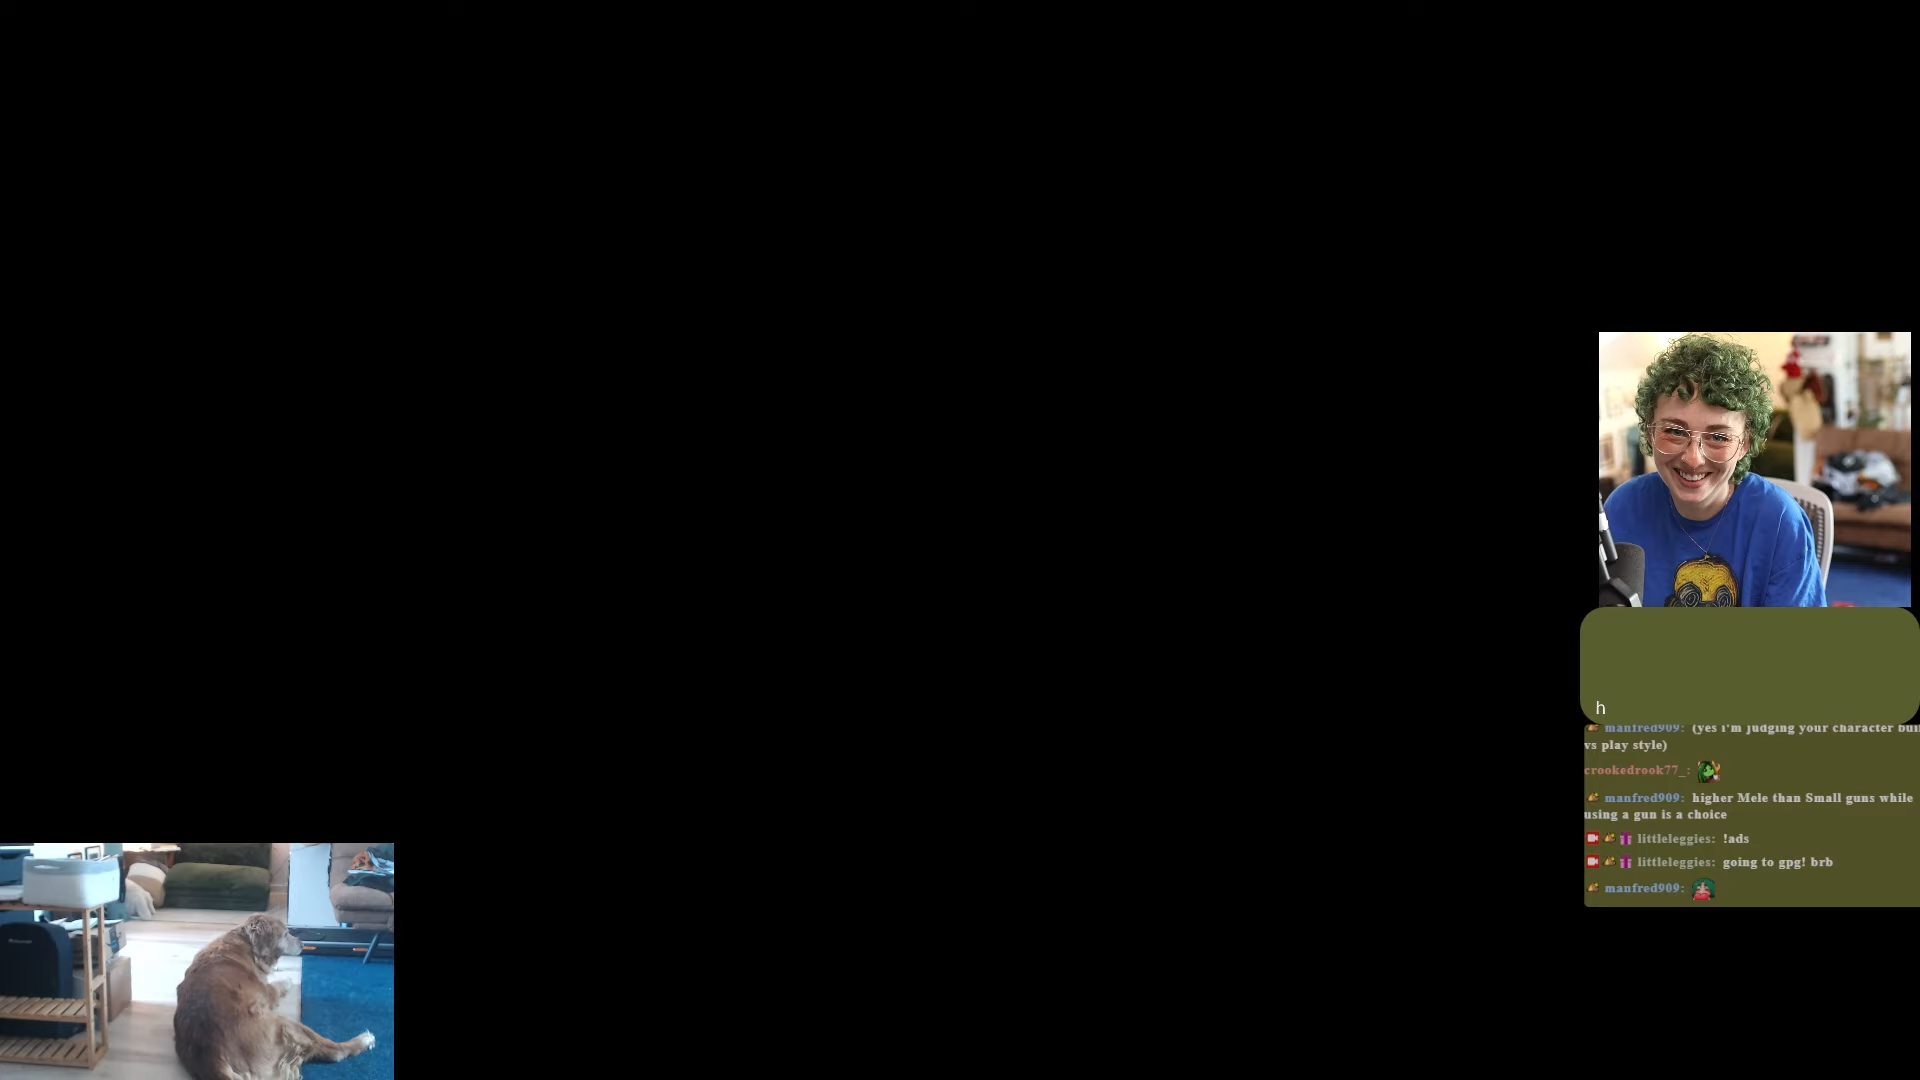 h
manfred909: (yes i'm judging your character
vs play style)
crookedrook77_:
manfred909: higher Mele than Small guns while
using a gun is a choice
littleleggies: !ads
littleleggies: going to gpg! brb
manfred909: